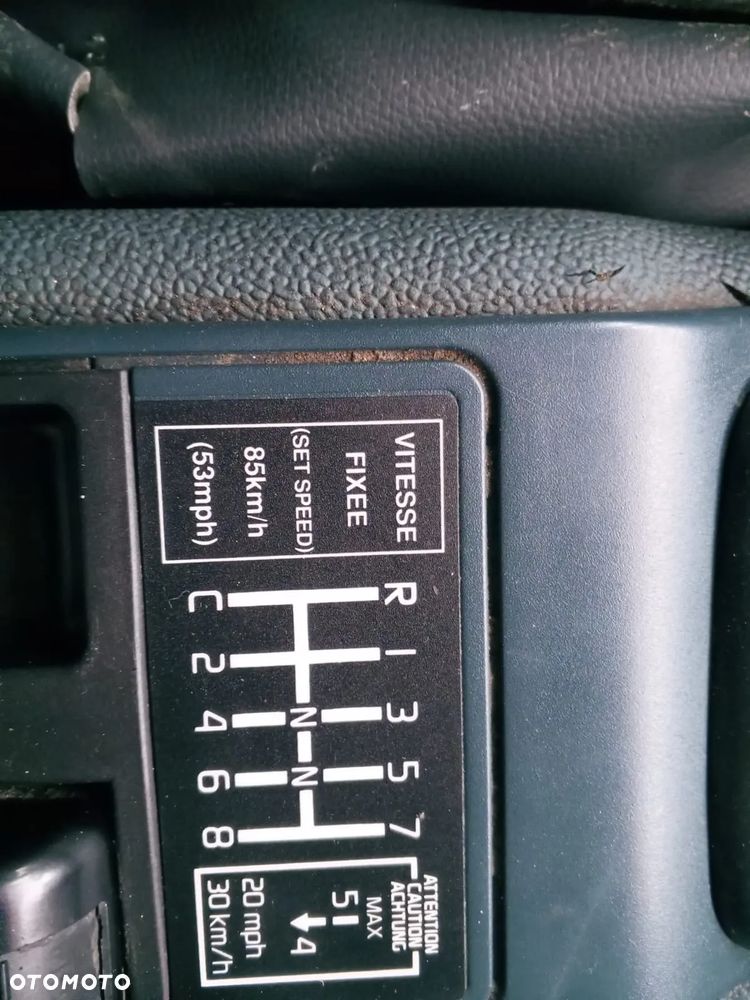 VITESSE
FIXEE
(SET SPEED)
85km/h
(53mph)
R 1 3 5 7
N N
C 2 4 6 8
ATTENTION
CAUTION
ACHTUNG
MAX
5
4
20 mph
30 km/h
OTOMOTO